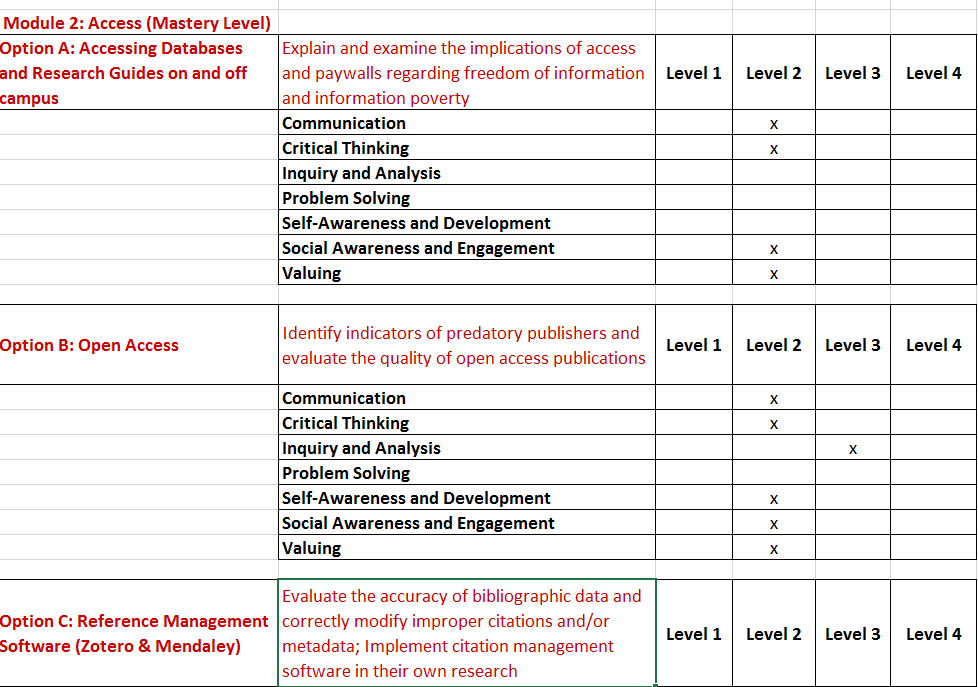 Module 2: Access (Mastery Level)
Option A: Accessing Databases
and Research Guides on and off
campus
Explain and examine the implications of access
and paywalls regarding freedom of information
and information poverty
Level 1 Level 2 Level 3 Level 4
Communication x
Critical Thinking x
Inquiry and Analysis
Problem Solving
Self-Awareness and Development
Social Awareness and Engagement x
Valuing x
Option B: Open Access
Identify indicators of predatory publishers and
evaluate the quality of open access publications
Level 1 Level 2 Level 3 Level 4
Communication x
Critical Thinking x
Inquiry and Analysis x
Problem Solving
Self-Awareness and Development x
Social Awareness and Engagement x
Valuing x
Option C: Reference Management
Software (Zotero & Mendaley)
Evaluate the accuracy of bibliographic data and
correctly modify improper citations and/or
metadata; Implement citation management
software in their own research
Level 1 Level 2 Level 3 Level 4